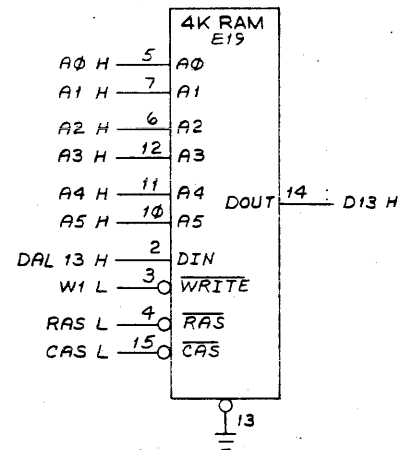 4K RAM
E19
AØ H 5 AØ
A1 H 7 A1
A2 H 6 A2
A3 H 12 A3
A4 H 11 A4
A5 H 1Ø A5
DOUT 14 D13 H
DAL 13 H 2 DIN
W1 L 3 WRITE
RAS L 4 RAS
CAS L 15 CAS
13